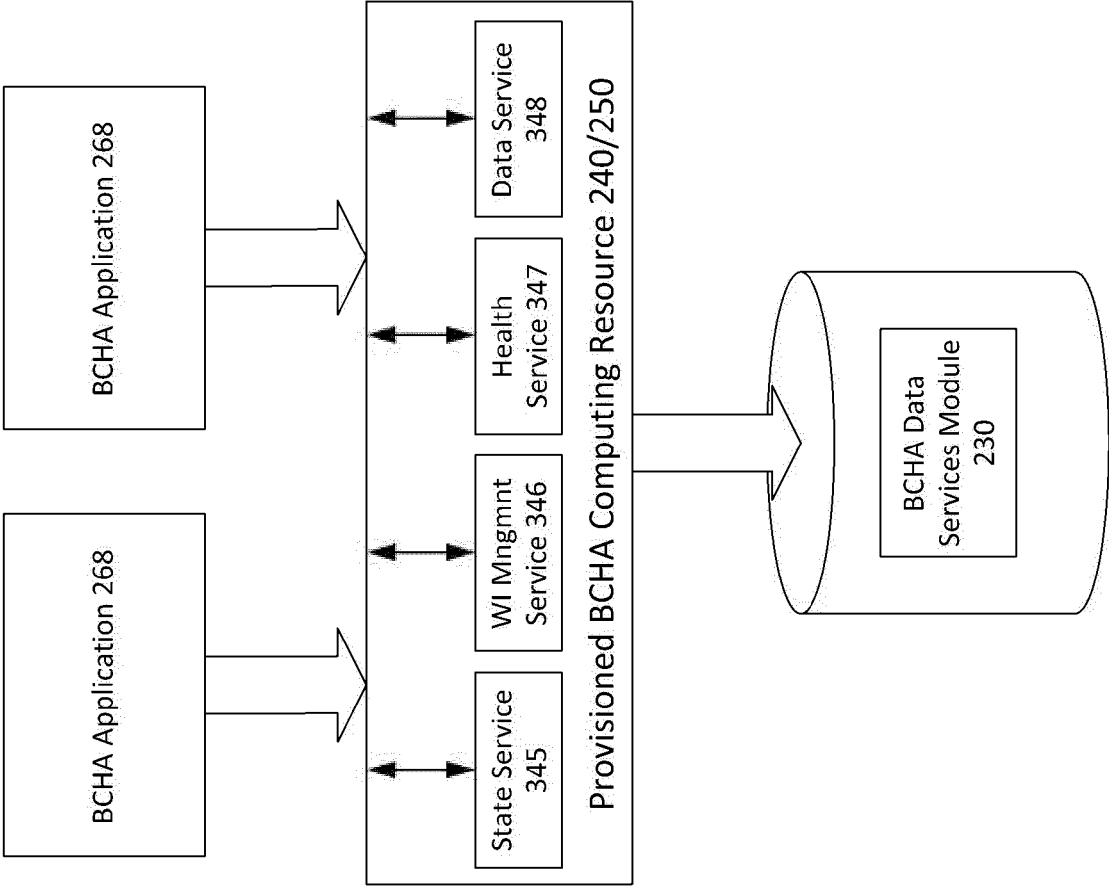 BCHA Application 268
BCHA Application 268
State Service
345
WI Mngmnt
Service 346
Health
Service 347
Data Service
348
Provisioned BCHA Computing Resource 240/250
BCHA Data
Services Module
230